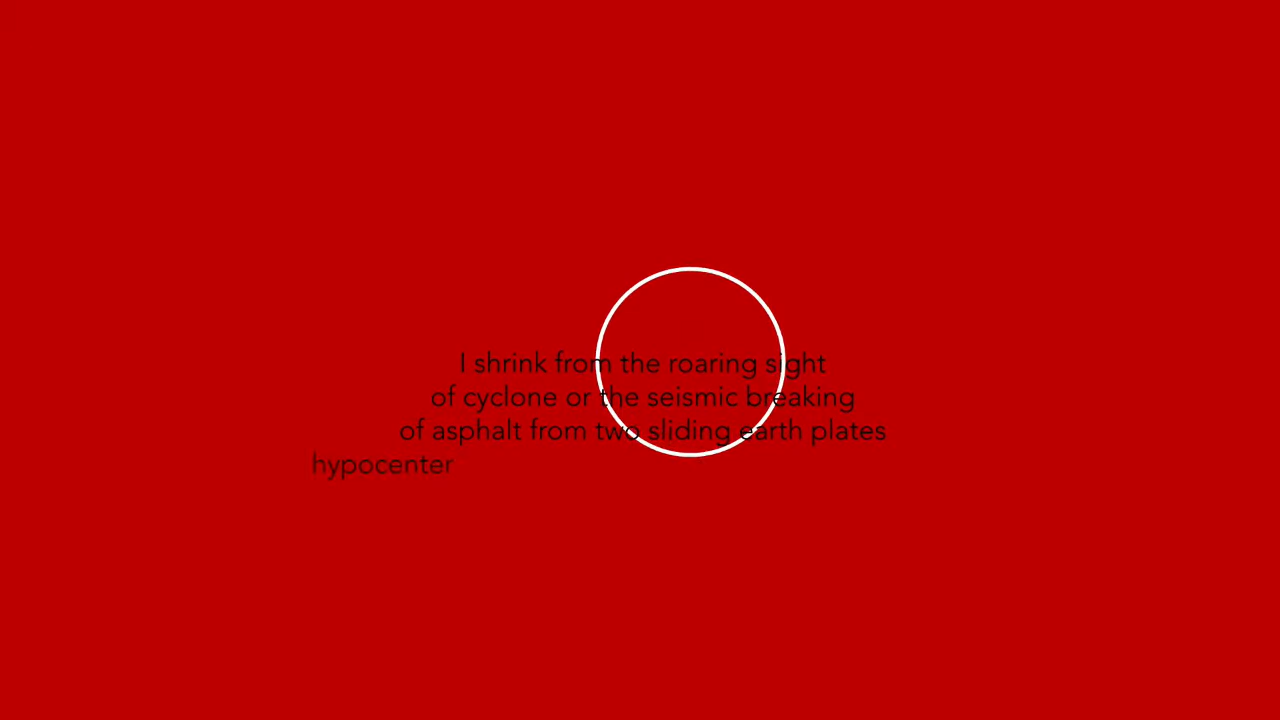 I shrink from the roaring sight
of cyclone or the seismic breaking
of asphalt from two sliding earth plates
hypocenter